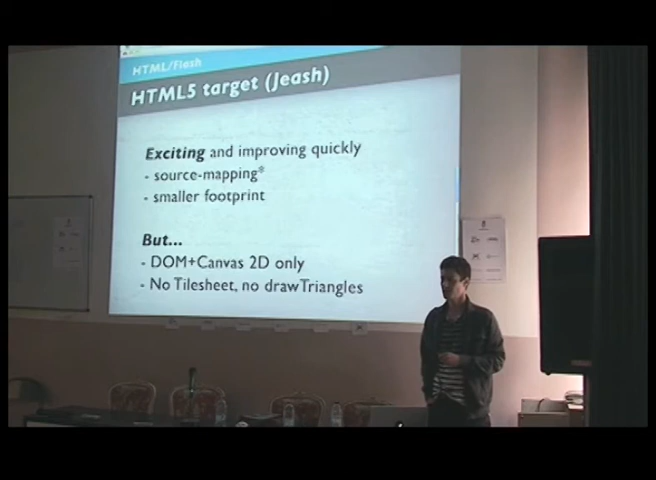 HTML/Flash
HTML5 target (Jeash)
Exciting and improving quickly
- source-mapping*
- smaller footprint
But...
- DOM+Canvas 2D only
- No Tilesheet, no drawTriangles